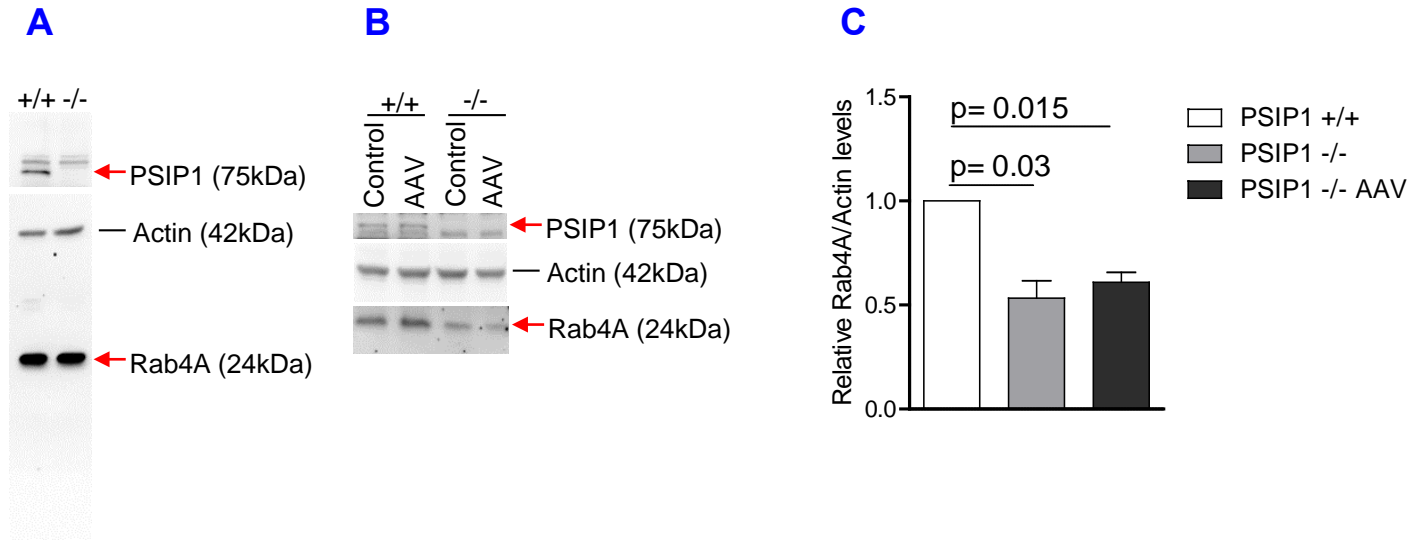 A
+/+ -/-
PSIP1 (75kDa)
Actin (42kDa)
Rab4A (24kDa)
B
+/+ -/-
Control AAV Control AAV
PSIP1 (75kDa)
Actin (42kDa)
Rab4A (24kDa)
C
Relative Rab4A/Actin levels
1.5
1.0
0.5
0.0
p= 0.015
p= 0.03
PSIP1 +/+
PSIP1 -/-
PSIP1 -/- AAV